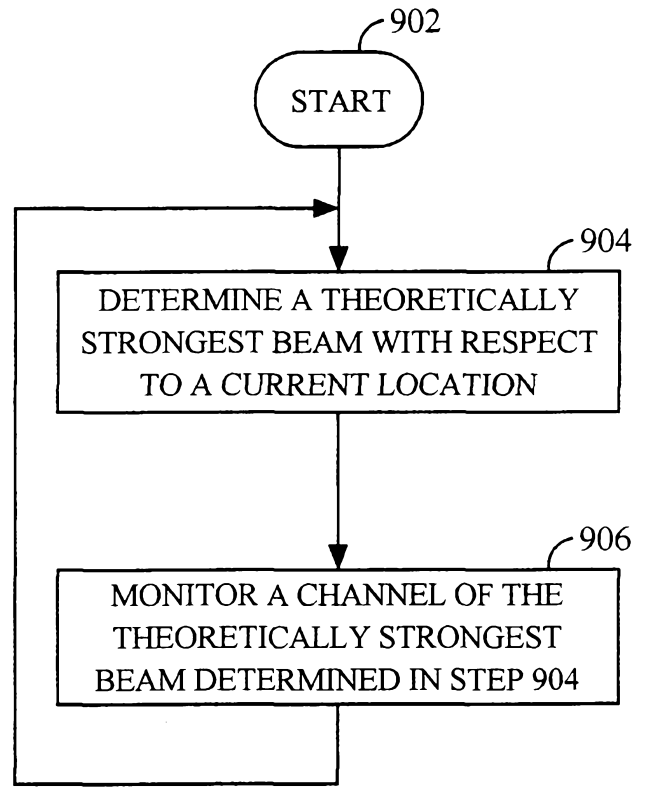 902
START
904
DETERMINE A THEORETICALLY
STRONGEST BEAM WITH RESPECT
TO A CURRENT LOCATION
906
MONITOR A CHANNEL OF THE
THEORETICALLY STRONGEST
BEAM DETERMINED IN STEP 904